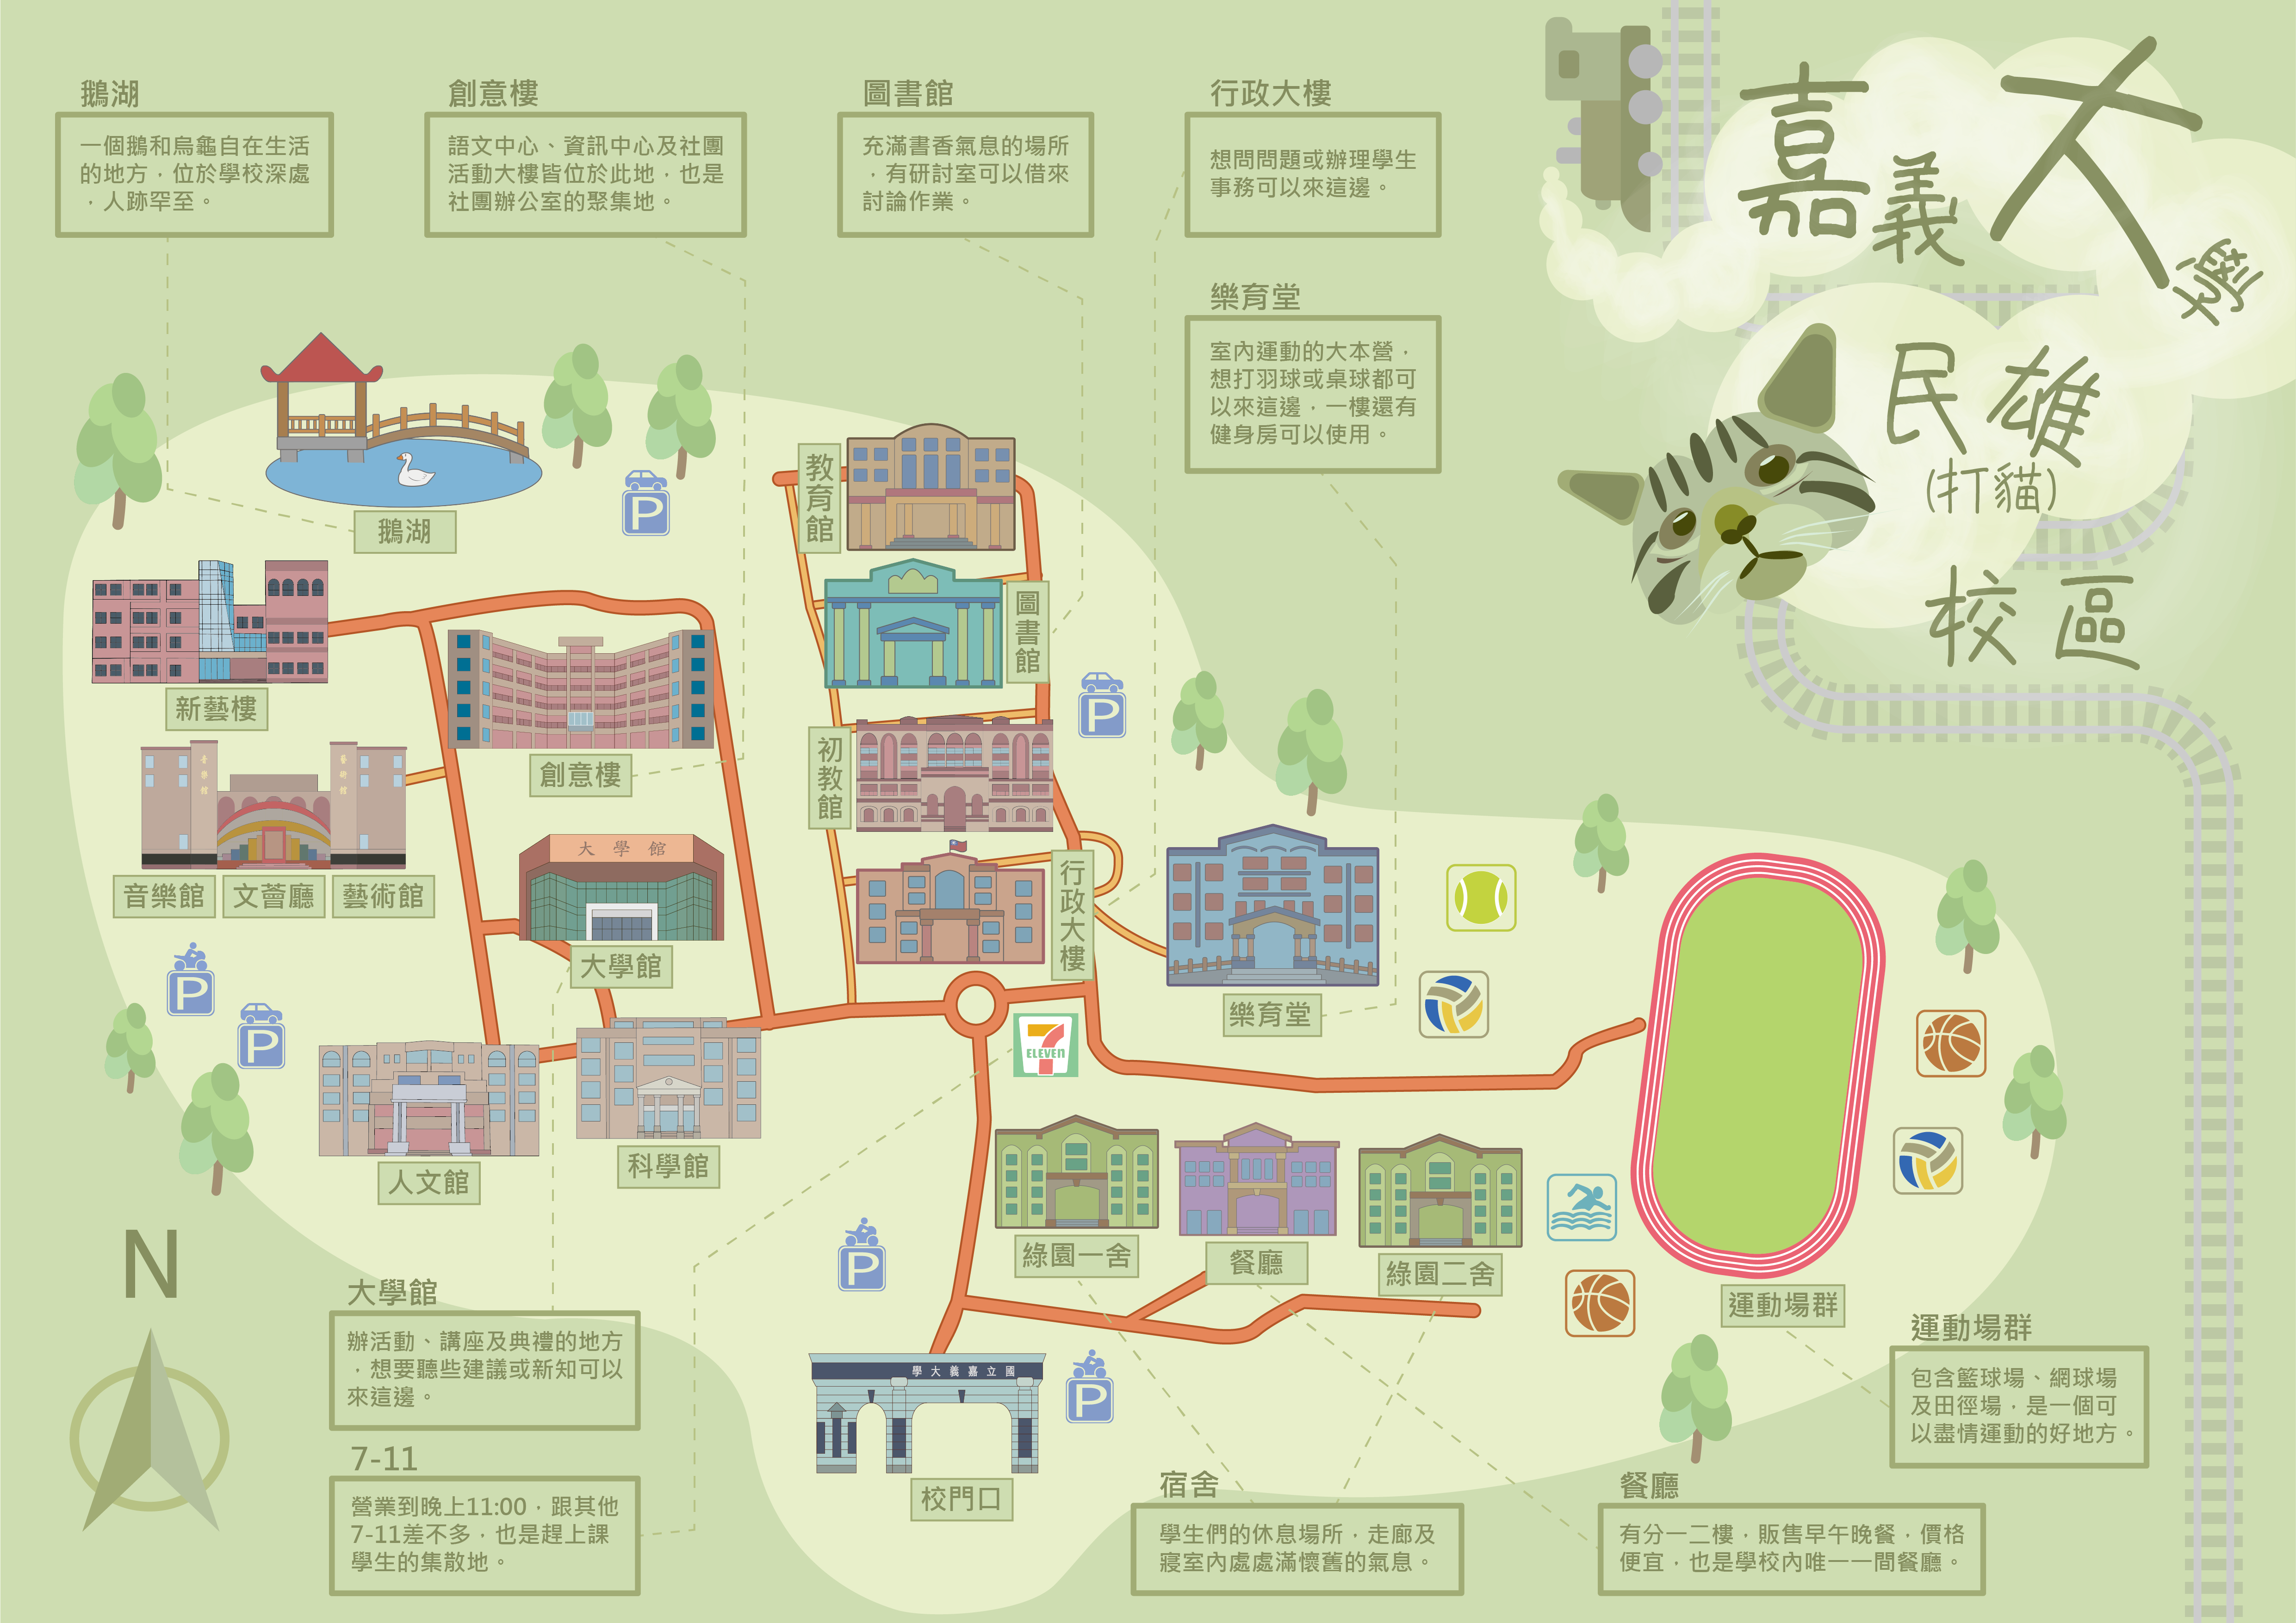 嘉義大學
民雄
(打貓)
校區
鵝湖
一個鵝和烏龜自在生活
的地方，位於學校深處
，人跡罕至。
創意樓
語文中心、資訊中心及社團
活動大樓皆位於此地，也是
社團辦公室的聚集地。
圖書館
充滿書香氣息的場所
，有研討室可以借來
討論作業。
行政大樓
想問問題或辦理學生
事務可以來這邊。
樂育堂
室內運動的大本營，
想打羽球或桌球都可
以來這邊，一樓還有
健身房可以使用。
鵝湖
P
教育館
圖書館
新藝樓
P
創意樓
初教館
音樂館
藝術館
音樂館
文薈廳
藝術館
大學館
大學館
行政大樓
樂育堂
P
P
7
ELEVEN
人文館
科學館
綠園一舍
餐廳
綠園二舍
P
運動場群
N
國立嘉義大學
P
校門口
大學館
辦活動、講座及典禮的地方
，想要聽些建議或新知可以
來這邊。
7-11
營業到晚上11:00，跟其他
7-11差不多，也是趕上課
學生的集散地。
宿舍
學生們的休息場所，走廊及
寢室內處處滿懷舊的氣息。
餐廳
有分一二樓，販售早午晚餐，價格
便宜，也是學校內唯一一間餐廳。
運動場群
包含籃球場、網球場
及田徑場，是一個可
以盡情運動的好地方。